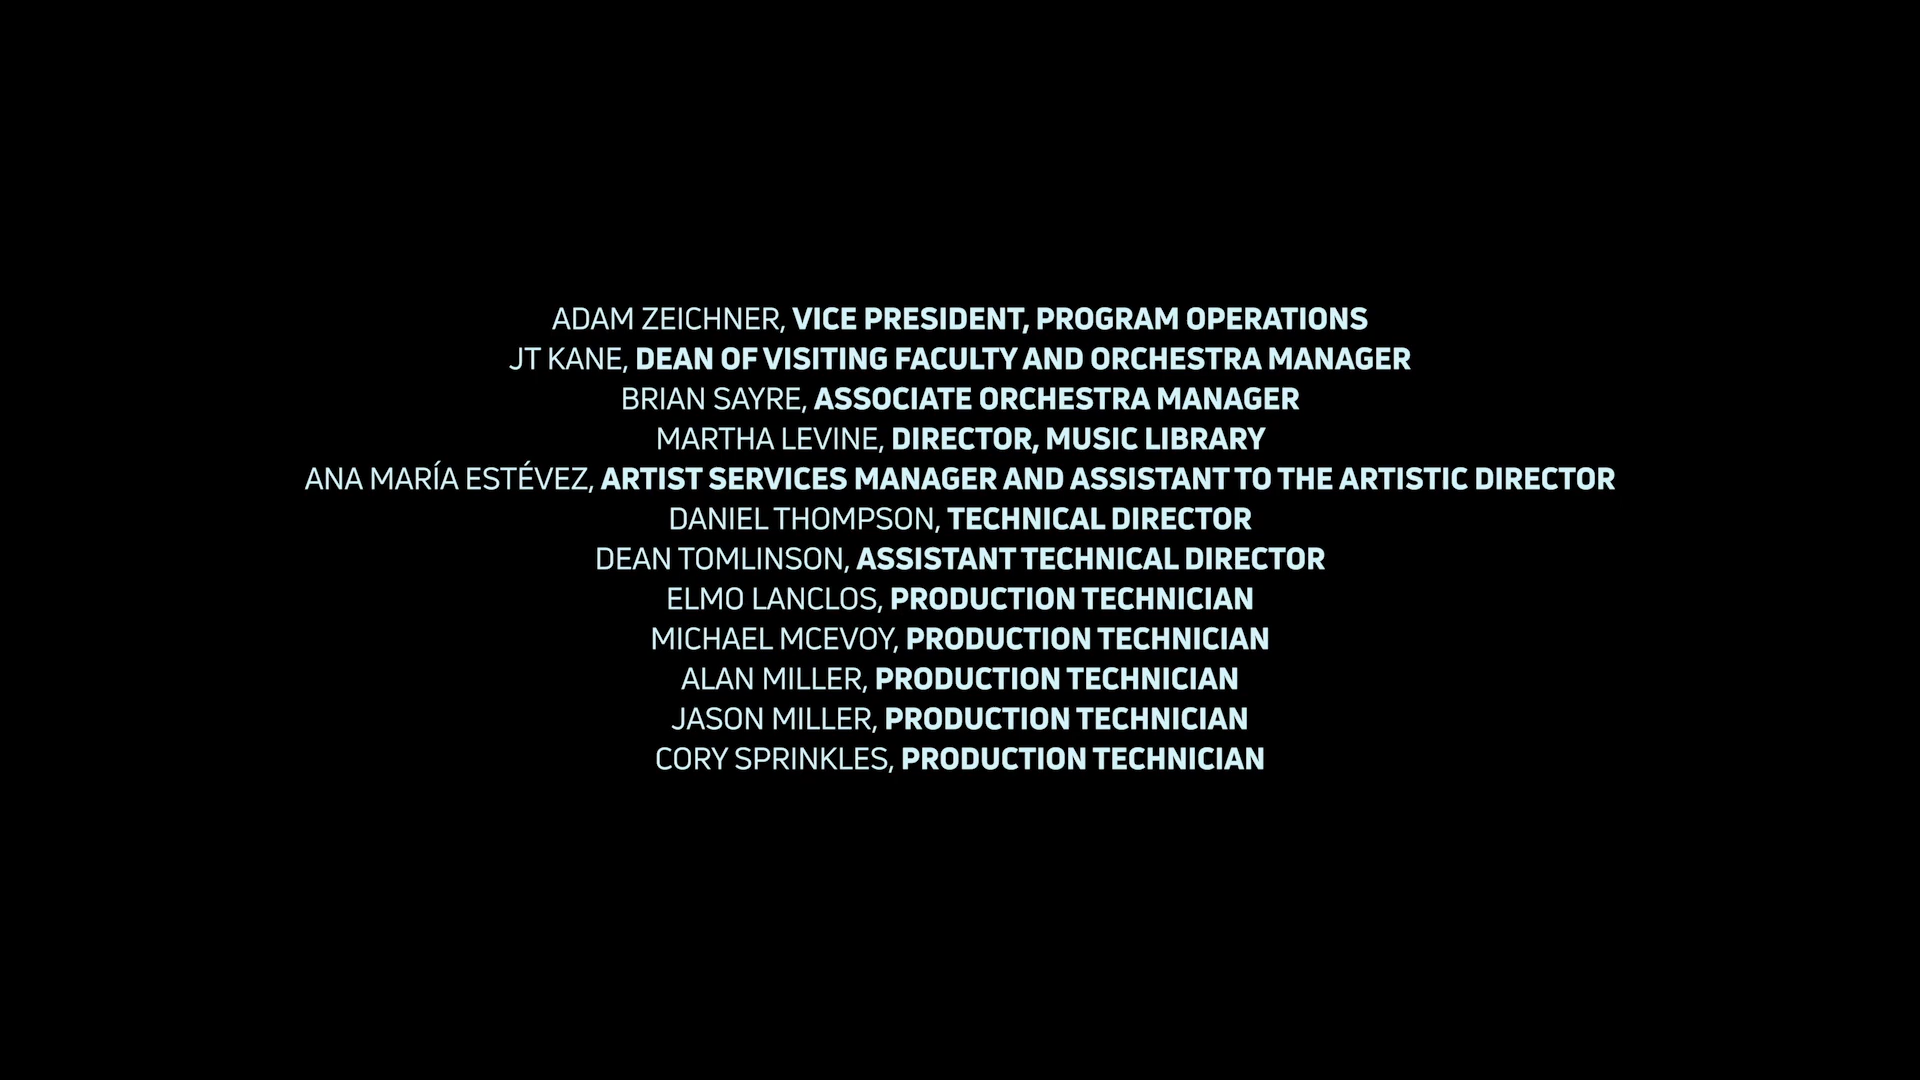 ADAM ZEICHNER, VICE PRESIDENT, PROGRAM OPERATIONS
JT KANE, DEAN OF VISITING FACULTY AND ORCHESTRA MANAGER
BRIAN SAYRE, ASSOCIATE ORCHESTRA MANAGER
MARTHA LEVINE, DIRECTOR, MUSIC LIBRARY
ANA MARÍA ESTÉVEZ, ARTIST SERVICES MANAGER AND ASSISTANT TO THE ARTISTIC DIRECTOR
DANIEL THOMPSON, TECHNICAL DIRECTOR
DEAN TOMLINSON, ASSISTANT TECHNICAL DIRECTOR
ELMO LANCLOS, PRODUCTION TECHNICIAN
MICHAEL MCEVOY, PRODUCTION TECHNICIAN
ALAN MILLER, PRODUCTION TECHNICIAN
JASON MILLER, PRODUCTION TECHNICIAN
CORY SPRINKLES, PRODUCTION TECHNICIAN